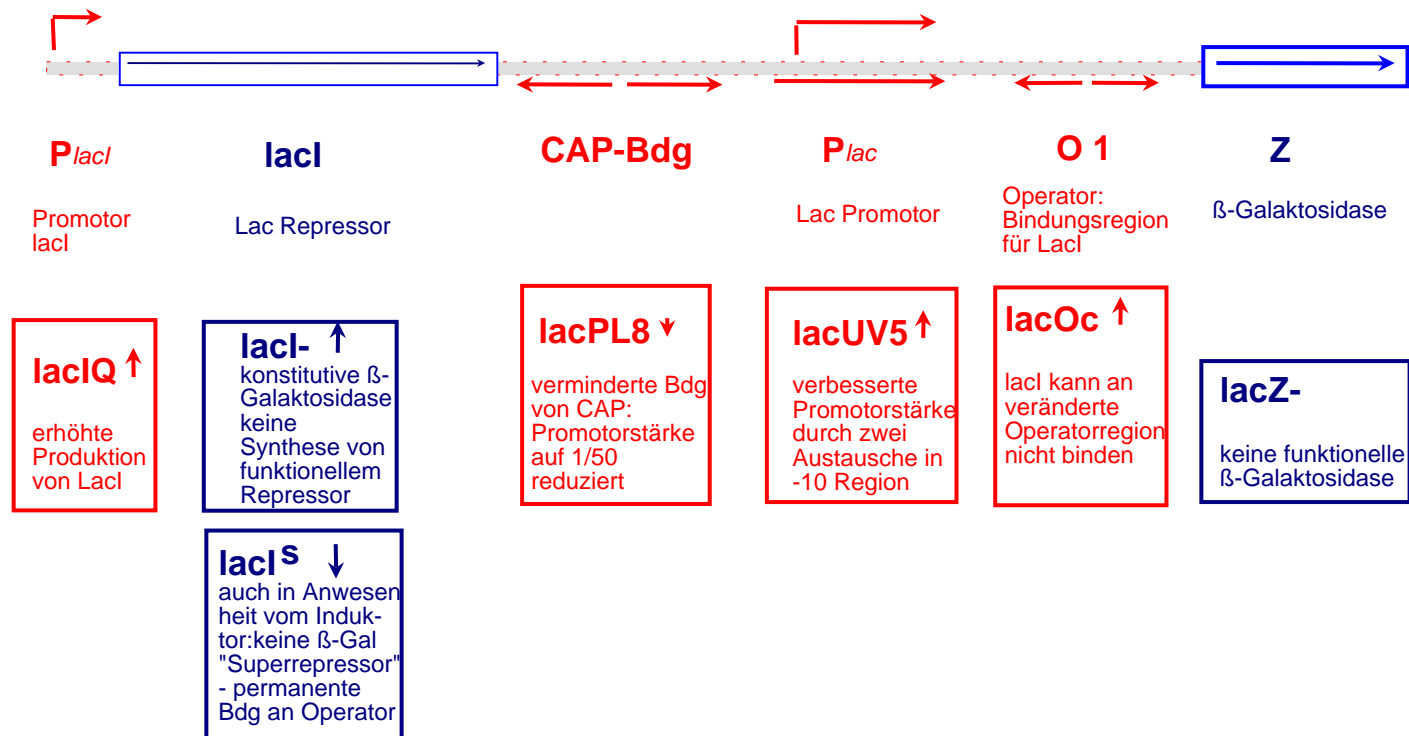 PlacI
lacI
CAP-Bdg
Plac
O 1
Z
Promotor
lacI
Lac Repressor
Lac Promotor
Operator:
Bindungsregion
für LacI
ß-Galaktosidase
lacIQ
erhöhte
Produktion
von LacI
lacI-
konstitutive ß-
Galaktosidase
keine
Synthese von
funktionellem
Repressor
lacIS
auch in Anwesen
heit vom Induk-
tor:keine ß-Gal
"Superrepressor"
- permanente
Bdg an Operator
lacPL8
verminderte Bdg
von CAP:
Promotorstärke
auf 1/50
reduziert
lacUV5
verbesserte
Promotorstärke
durch zwei
Austausche in
-10 Region
lacOc
lacI kann an
veränderte
Operatorregion
nicht binden
lacZ-
keine funktionelle
ß-Galaktosidase